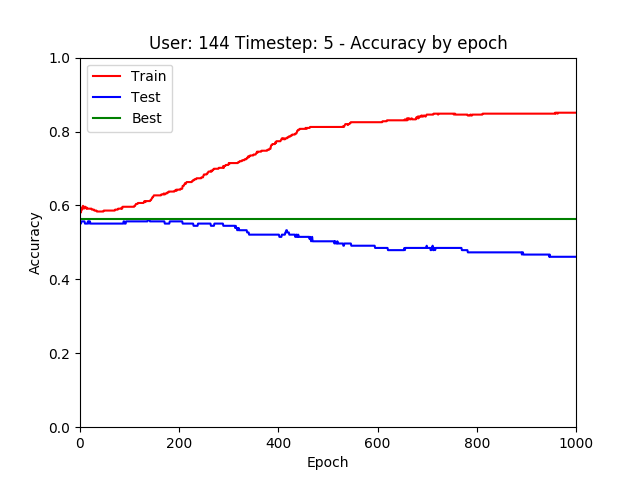 User: 144 Timestep: 5 - Accuracy by epoch
1.0
Train
Test
Best
0.8
0.6
0.4
0.2
0.0
Accuracy
0 200 400 600 800 1000
Epoch